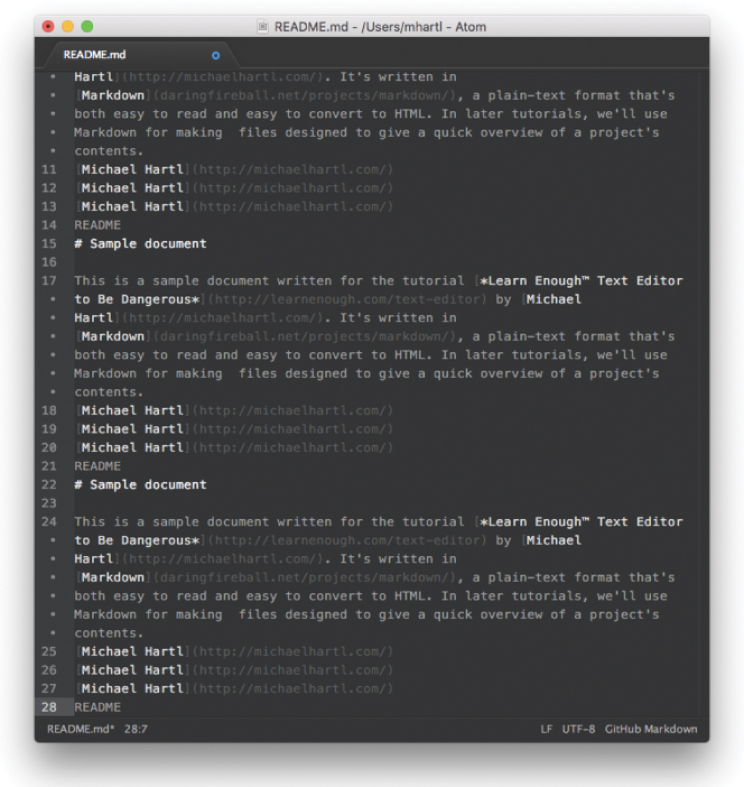 README.md - /Users/mhartl - Atom
README.md
• Hartl](http://michaelhartl.com/). It's written in
• [Markdown](daringfireball.net/projects/markdown/), a plain-text format that's
• both easy to read and easy to convert to HTML. In later tutorials, we'll use
• Markdown for making  files designed to give a quick overview of a project's
• contents.
11 [Michael Hartl](http://michaelhartl.com/)
12 [Michael Hartl](http://michaelhartl.com/)
13 [Michael Hartl](http://michaelhartl.com/)
14 README
15 # Sample document
16
17 This is a sample document written for the tutorial [*Learn Enough™ Text Editor
• to Be Dangerous*](http://learnenough.com/text-editor) by [Michael
• Hartl](http://michaelhartl.com/). It's written in
• [Markdown](daringfireball.net/projects/markdown/), a plain-text format that's
• both easy to read and easy to convert to HTML. In later tutorials, we'll use
• Markdown for making  files designed to give a quick overview of a project's
• contents.
18 [Michael Hartl](http://michaelhartl.com/)
19 [Michael Hartl](http://michaelhartl.com/)
20 [Michael Hartl](http://michaelhartl.com/)
21 README
22 # Sample document
23
24 This is a sample document written for the tutorial [*Learn Enough™ Text Editor
• to Be Dangerous*](http://learnenough.com/text-editor) by [Michael
• Hartl](http://michaelhartl.com/). It's written in
• [Markdown](daringfireball.net/projects/markdown/), a plain-text format that's
• both easy to read and easy to convert to HTML. In later tutorials, we'll use
• Markdown for making  files designed to give a quick overview of a project's
• contents.
25 [Michael Hartl](http://michaelhartl.com/)
26 [Michael Hartl](http://michaelhartl.com/)
27 [Michael Hartl](http://michaelhartl.com/)
28 README
README.md* 28:7 LF UTF-8 GitHub Markdown